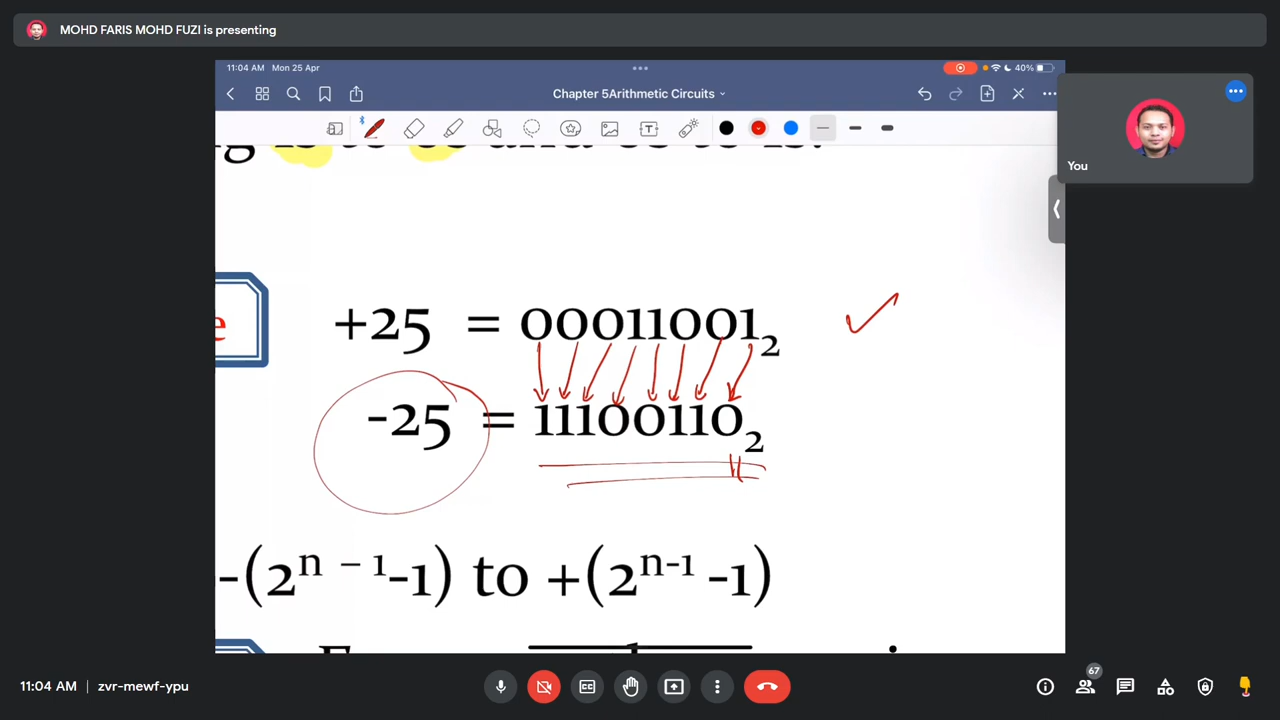 MOHD FARIS MOHD FUZI is presenting
11:04 AM Mon 25 Apr
40%
Chapter 5Arithmetic Circuits
You
+25 = 00011001₂
-25 = 11100110₂
-(2ⁿ ⁻ ¹-1) to +(2ⁿ⁻¹ -1)
11:04 AM | zvr-mewf-ypu
67